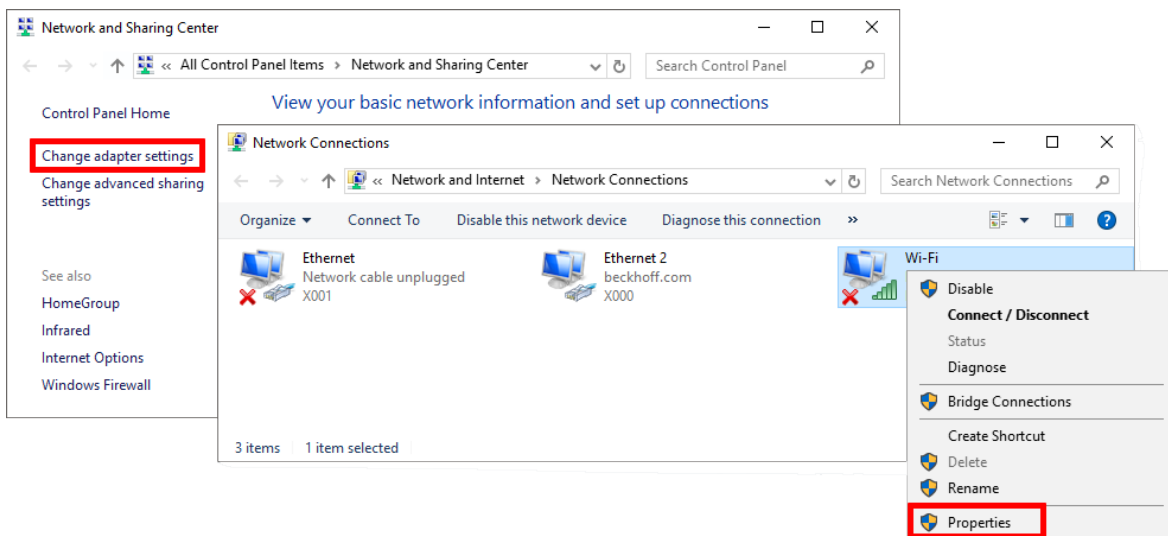 Network and Sharing Center
« All Control Panel Items > Network and Sharing Center
Search Control Panel
Control Panel Home
View your basic network information and set up connections
Change adapter settings
Change advanced sharing
settings
See also
HomeGroup
Infrared
Internet Options
Windows Firewall
Network Connections
« Network and Internet > Network Connections
Search Network Connections
Organize
Connect To
Disable this network device
Diagnose this connection
»
Ethernet
Network cable unplugged
X001
Ethernet 2
beckhoff.com
X000
Wi-Fi
3 items
1 item selected
Disable
Connect / Disconnect
Status
Diagnose
Bridge Connections
Create Shortcut
Delete
Rename
Properties